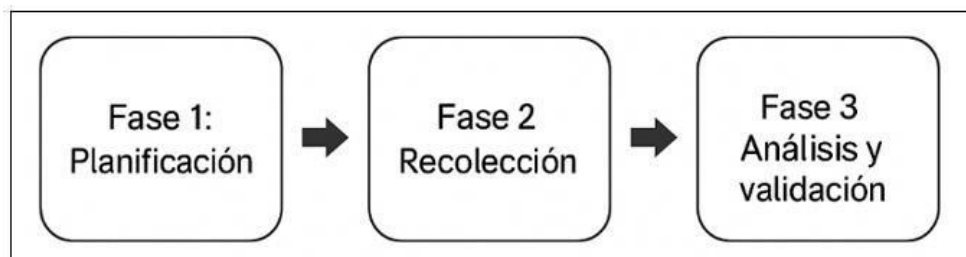 Fase 1:
Planificación
Fase 2
Recolección
Fase 3
Análisis y
validación